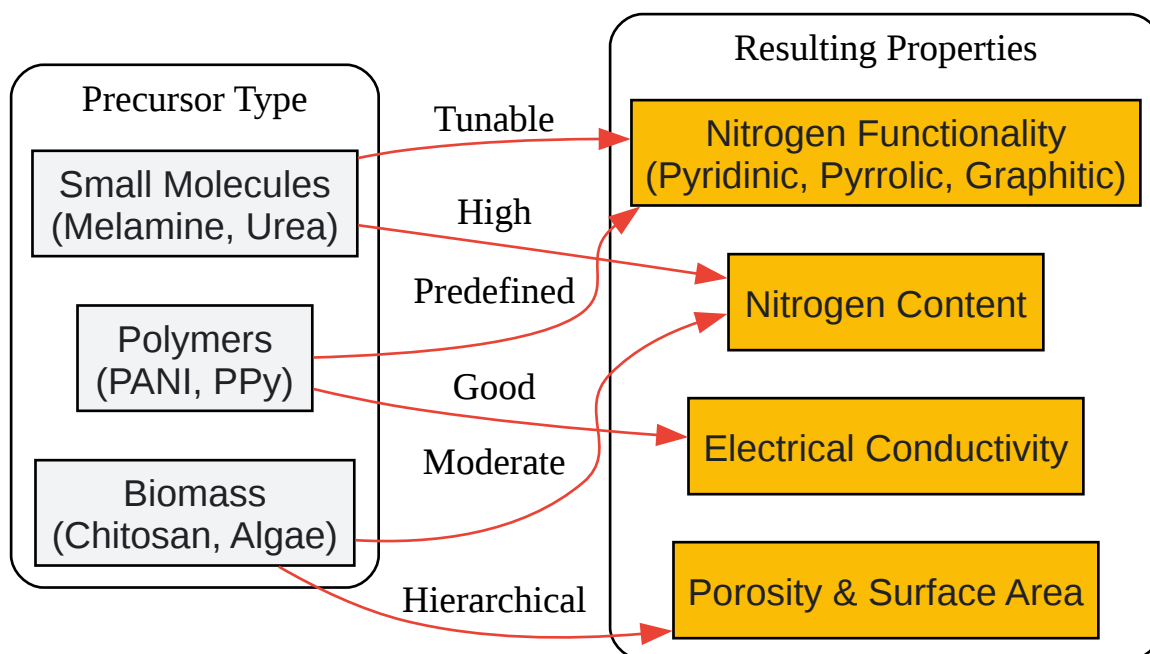 Precursor Type
Small Molecules
(Melamine, Urea)
Polymers
(PANI, PPy)
Biomass
(Chitosan, Algae)
Tunable
High
Predefined
Good
Moderate
Hierarchical
Resulting Properties
Nitrogen Functionality
(Pyridinic, Pyrrolic, Graphitic)
Nitrogen Content
Electrical Conductivity
Porosity & Surface Area